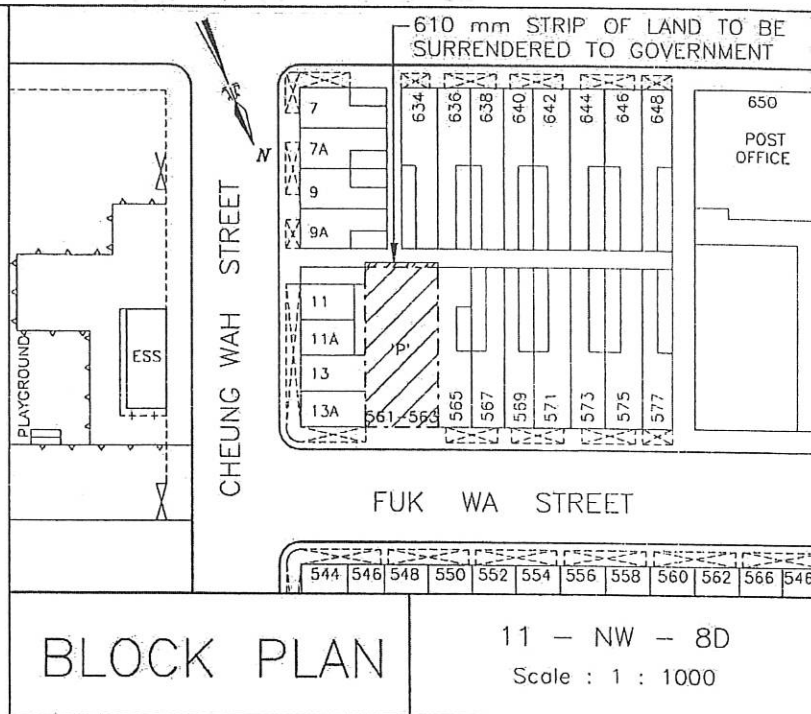 610 mm STRIP OF LAND TO BE
SURRENDERED TO GOVERNMENT
N
7
7A
9
9A
634
636
638
640
642
644
646
648
650
POST
OFFICE
CHEUNG WAH STREET
11
11A
13
13A
'P'
561-563
565
567
569
571
573
575
577
ESS
PLAYGROUND
FUK WA STREET
544
546
548
550
552
554
556
558
560
562
566
546
BLOCK PLAN
11 - NW - 8D
Scale : 1 : 1000